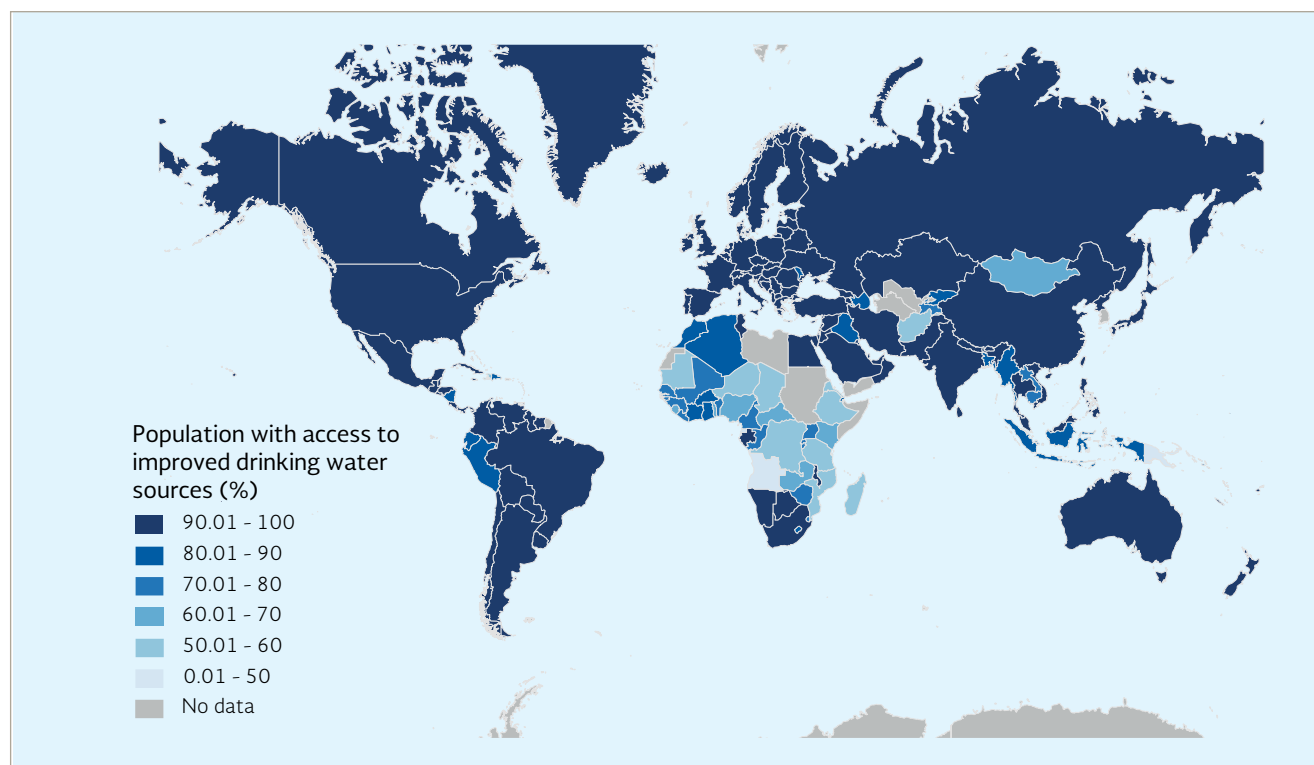 Population with access to
improved drinking water
sources (%)
90.01 - 100
80.01 - 90
70.01 - 80
60.01 - 70
50.01 - 60
0.01 - 50
No data